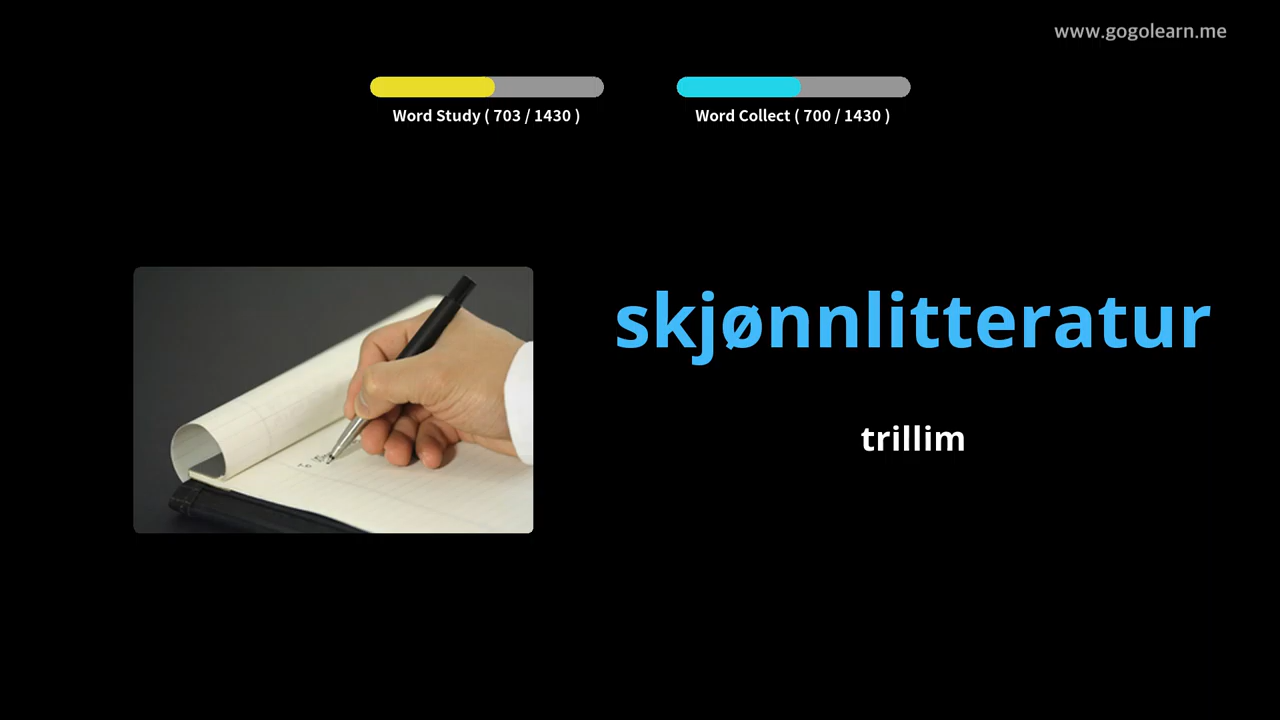 www.gogolearn.me
Word Study ( 703 / 1430 )
Word Collect ( 700 / 1430 )
skjønnlitteratur
trillim